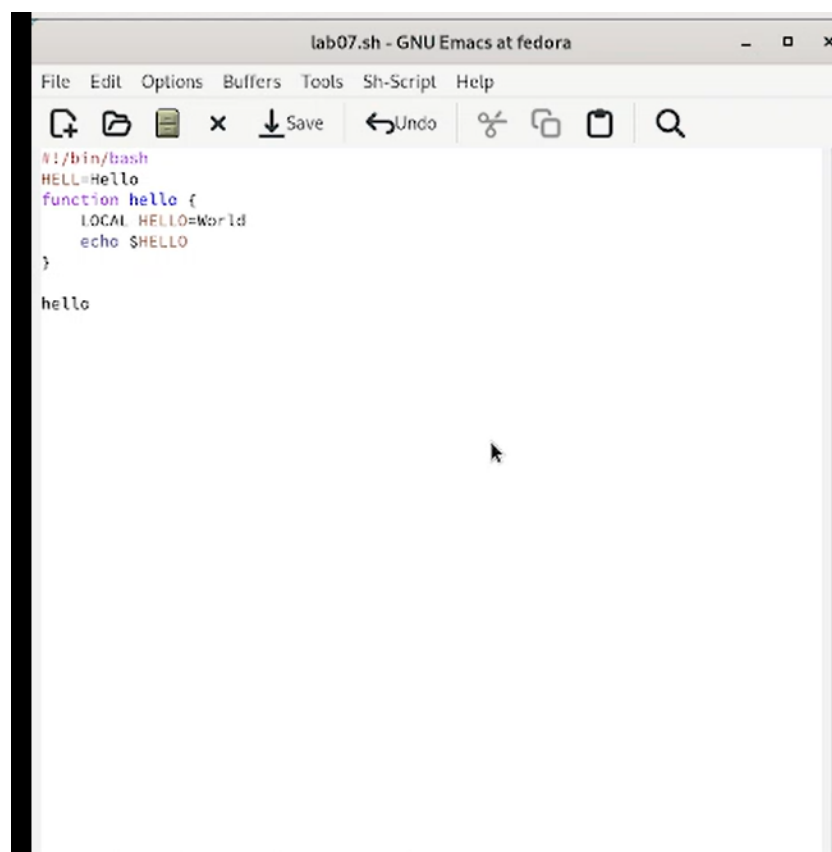 lab07.sh - GNU Emacs at fedora
File Edit Options Buffers Tools Sh-Script Help
Save Undo
#!/bin/bash
HELL=Hello
function hello {
    LOCAL HELLO=World
    echo $HELLO
}
hello